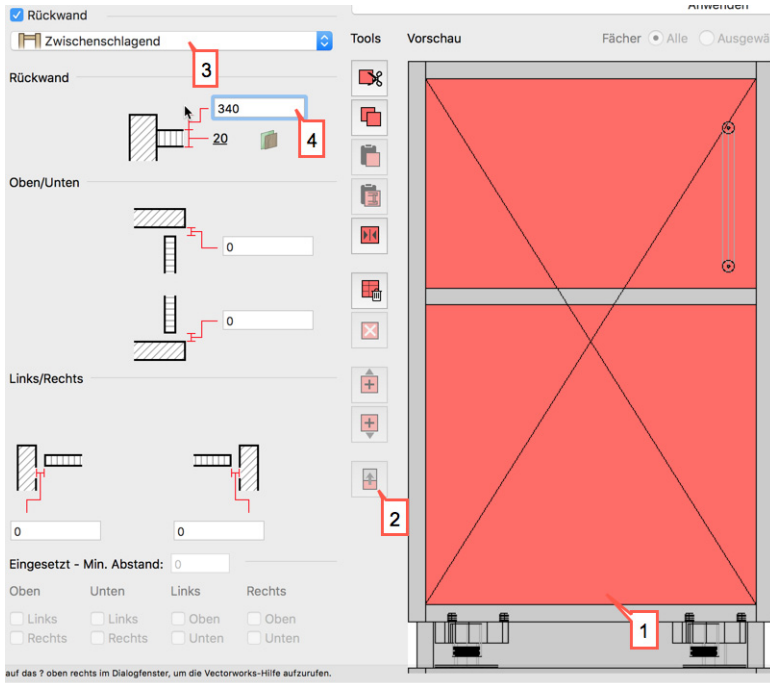 Anwenden
Rückwand
Zwischenschlagend
3
Tools
Vorschau
Fächer
Alle
Ausgewä
Rückwand
340
20
4
Oben/Unten
0
0
Links/Rechts
2
0
0
Eingesetzt - Min. Abstand:
0
Oben
Unten
Links
Rechts
Links
Links
Oben
Oben
Rechts
Rechts
Unten
Unten
1
auf das ? oben rechts im Dialogfenster, um die Vectorworks-Hilfe aufzurufen.